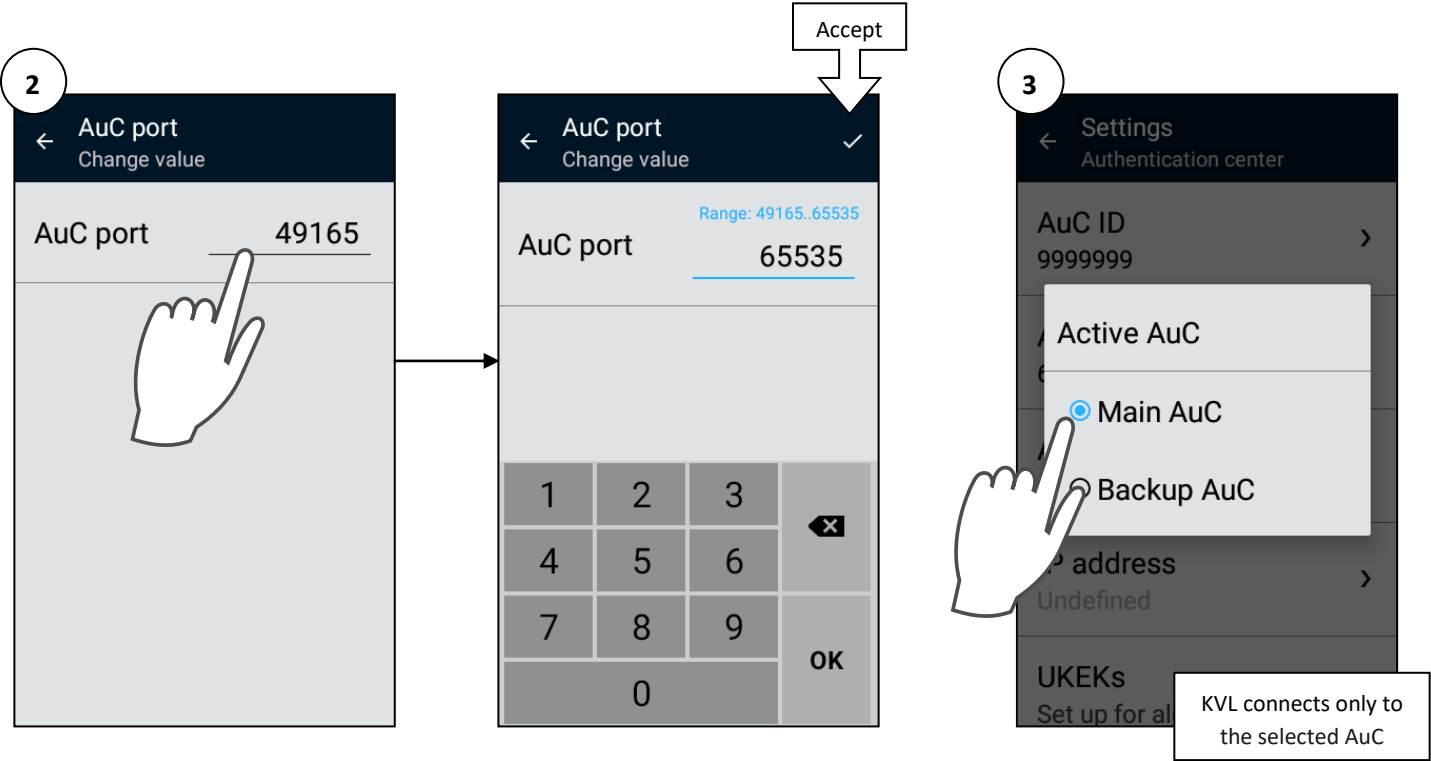 Accept
2
AuC port
Change value
AuC port 49165
AuC port
Change value
Range: 49165..65535
AuC port 65535
1 2 3
4 5 6
7 8 9
OK
0
3
Settings
Authentication center
AuC ID
9999999
Active AuC
Main AuC
Backup AuC
address
Undefined
UKEKs
Set up for
KVL connects only to
the selected AuC